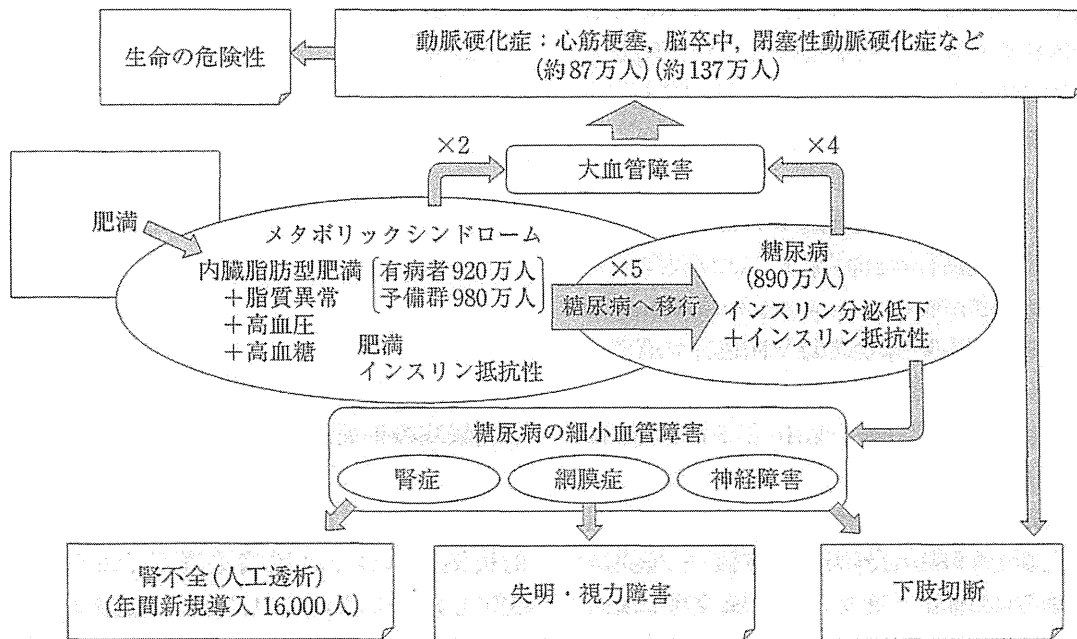 生命の危険性
動脈硬化症：心筋梗塞，脳卒中，閉塞性動脈硬化症など
(約87万人)(約137万人)
×2
×4
大血管障害
肥満
メタボリックシンドローム
内臓脂肪型肥満
＋脂質異常
＋高血圧
＋高血糖
有病者920万人
予備群980万人
肥満
インスリン抵抗性
×5
糖尿病へ移行
糖尿病
(890万人)
インスリン分泌低下
＋インスリン抵抗性
糖尿病の細小血管障害
腎症
網膜症
神経障害
腎不全(人工透析)
(年間新規導入16,000人)
失明・視力障害
下肢切断